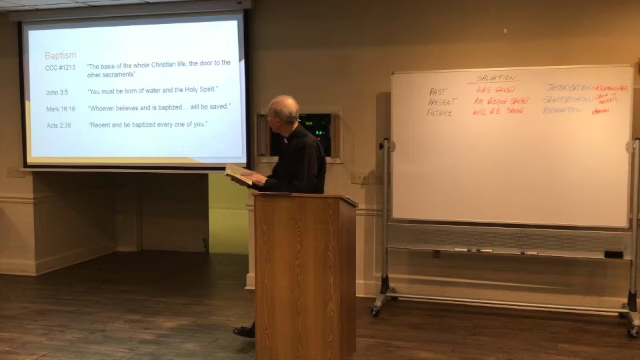 Baptism
CCC #1213 "The basis of the whole Christian life, the door to the other sacraments"
John 3:5 "You must be born of water and the Holy Spirit."
Mark 16:16 "Whoever believes and is baptized... will be saved."
Acts 2:38 "Repent and be baptized every one of you."
SALVATION
PAST WAS SAVED JUSTIFICATION
PRESENT AM BEING SAVED SANCTIFICATION
FUTURE WILL BE SAVED